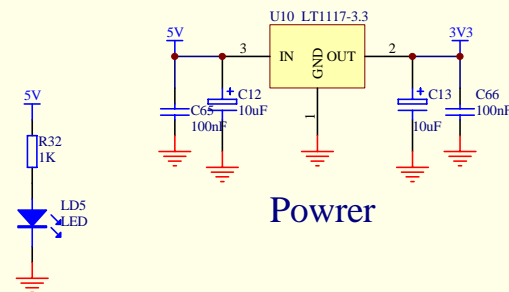 U10 LT1117-3.3
5V
3V3
3
IN
GND
OUT
2
1
C65
100nF
C12
10uF
C13
10uF
C66
100nF
5V
R32
1K
LD5
LED
Powrer